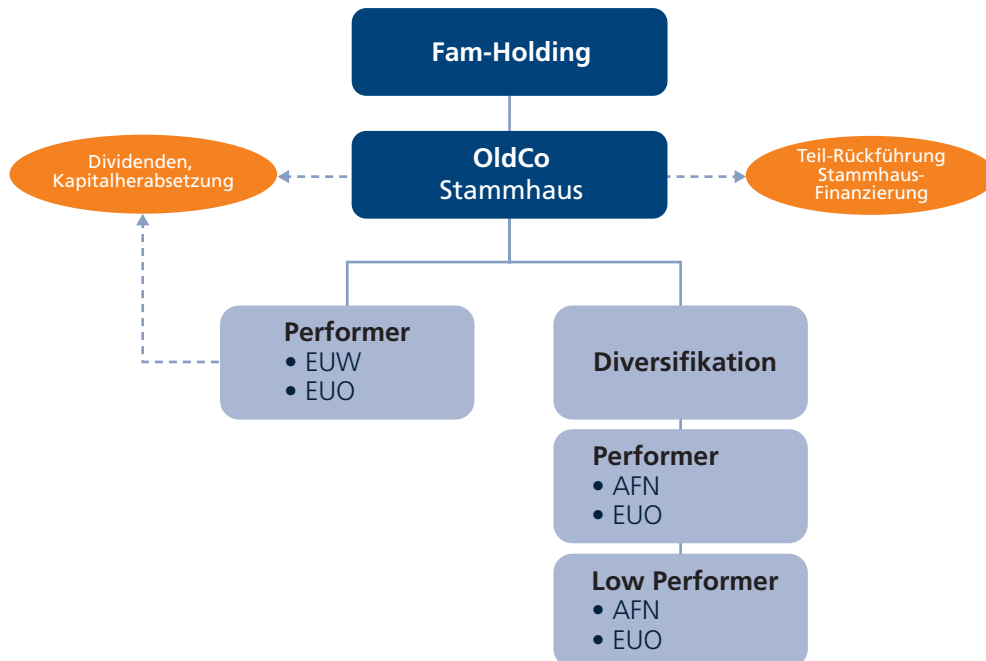 Fam-Holding
OldCo
Stammhaus
Dividenden,
Kapitalherabsetzung
Teil-Rückführung
Stammhaus-
Finanzierung
Performer
• EUW
• EUO
Diversifikation
Performer
• AFN
• EUO
Low Performer
• AFN
• EUO